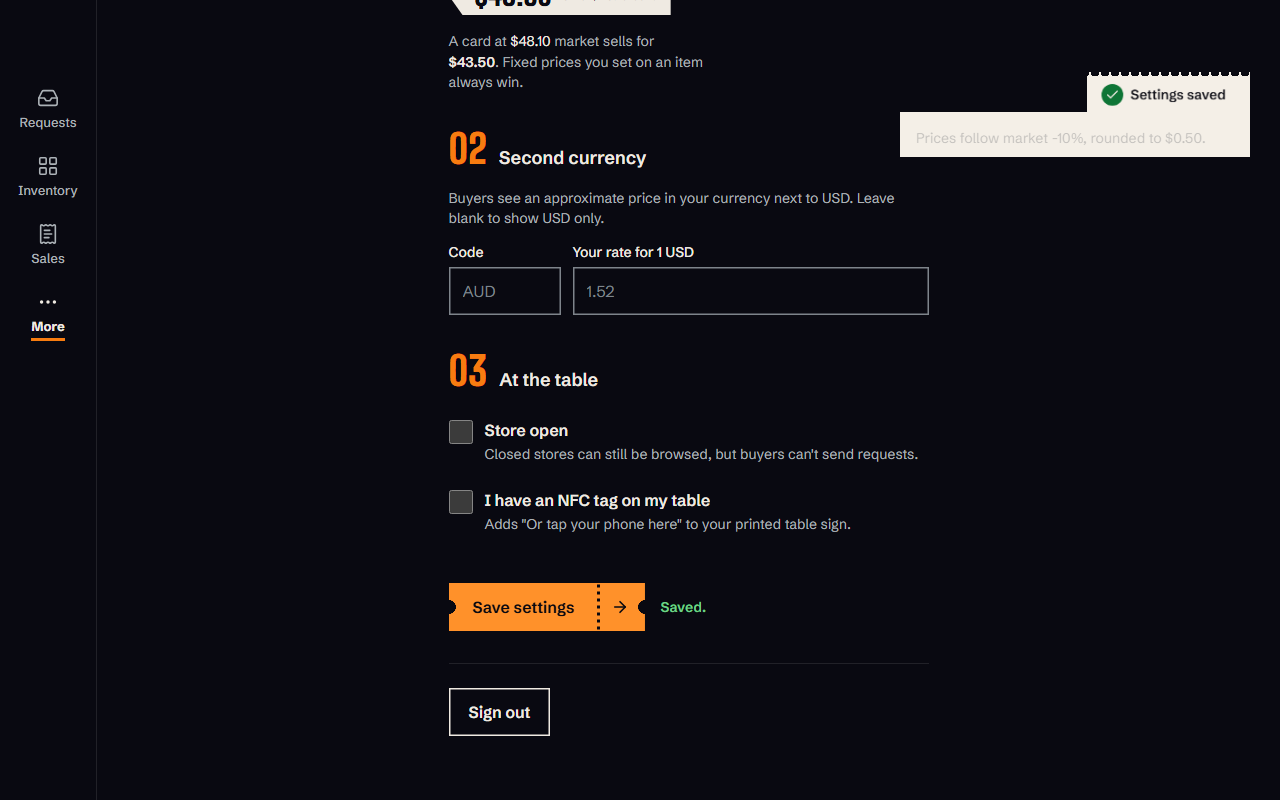 A card at $48.10 market sells for
$43.50. Fixed prices you set on an item
always win.
Requests
Inventory
Sales
More
Settings saved
Prices follow market -10%, rounded to $0.50.
02 Second currency
Buyers see an approximate price in your currency next to USD. Leave
blank to show USD only.
Code
Your rate for 1 USD
AUD
1.52
03 At the table
Store open
Closed stores can still be browsed, but buyers can't send requests.
I have an NFC tag on my table
Adds "Or tap your phone here" to your printed table sign.
Save settings
Saved.
Sign out